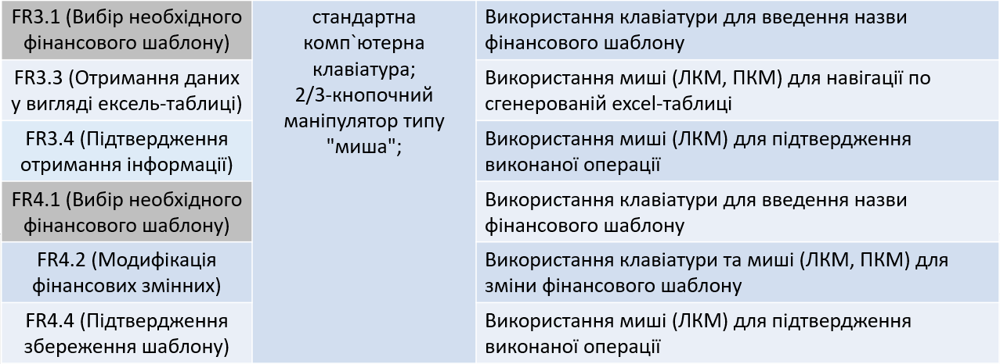 FR3.1 (Вибір необхідного
фінансового шаблону)
стандартна
комп`ютерна
клавіатура;
2/3-кнопочний
маніпулятор типу
"миша";
Використання клавіатури для введення назви
фінансового шаблону
FR3.3 (Отримання даних
у вигляді ексель-таблиці)
Використання миші (ЛКМ, ПКМ) для навігації по
сгенерованій excel-таблиці
FR3.4 (Підтвердження
отримання інформації)
Використання миші (ЛКМ) для підтвердження
виконаної операції
FR4.1 (Вибір необхідного
фінансового шаблону)
Використання клавіатури для введення назви
фінансового шаблону
FR4.2 (Модифікація
фінансових змінних)
Використання клавіатури та миші (ЛКМ, ПКМ) для
зміни фінансового шаблону
FR4.4 (Підтвердження
збереження шаблону)
Використання миші (ЛКМ) для підтвердження
виконаної операції